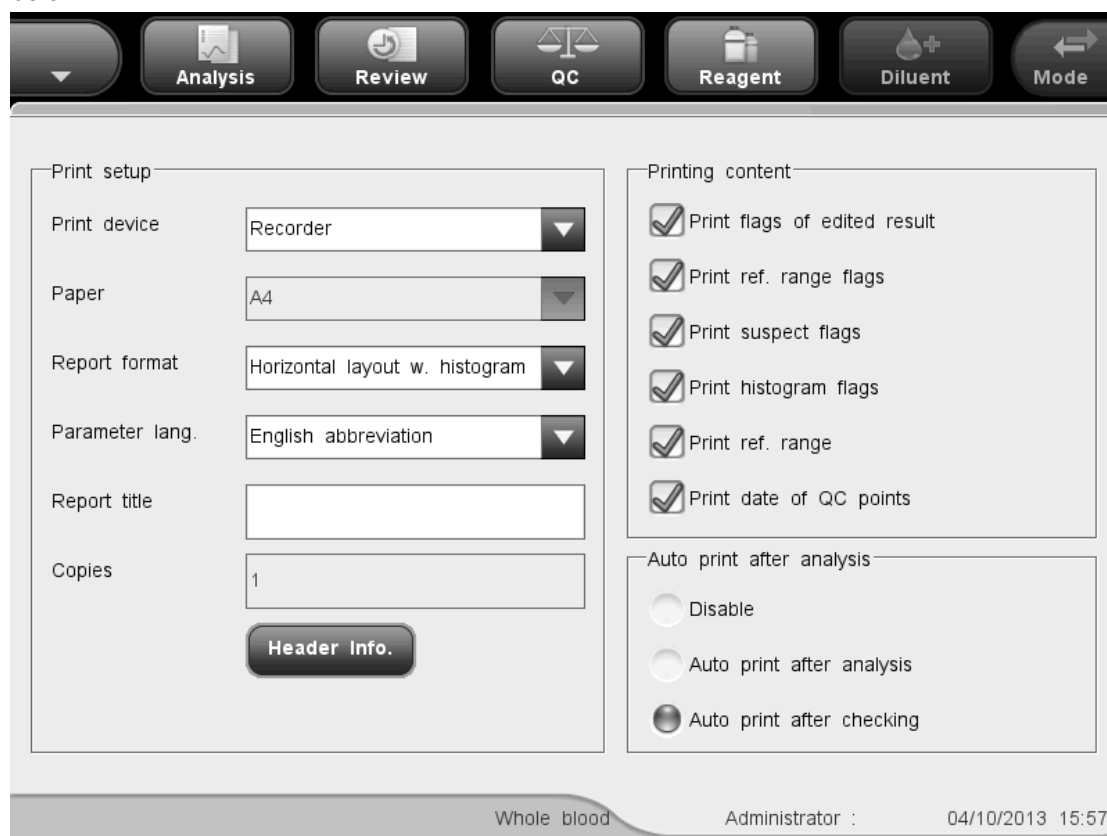 Analysis
Review
QC
Reagent
Diluent
Mode
Print setup
Print device
Recorder
Paper
A4
Report format
Horizontal layout w. histogram
Parameter lang.
English abbreviation
Report title
Copies
1
Header Info.
Printing content
Print flags of edited result
Print ref. range flags
Print suspect flags
Print histogram flags
Print ref. range
Print date of QC points
Auto print after analysis
Disable
Auto print after analysis
Auto print after checking
Whole blood
Administrator :
04/10/2013 15:57